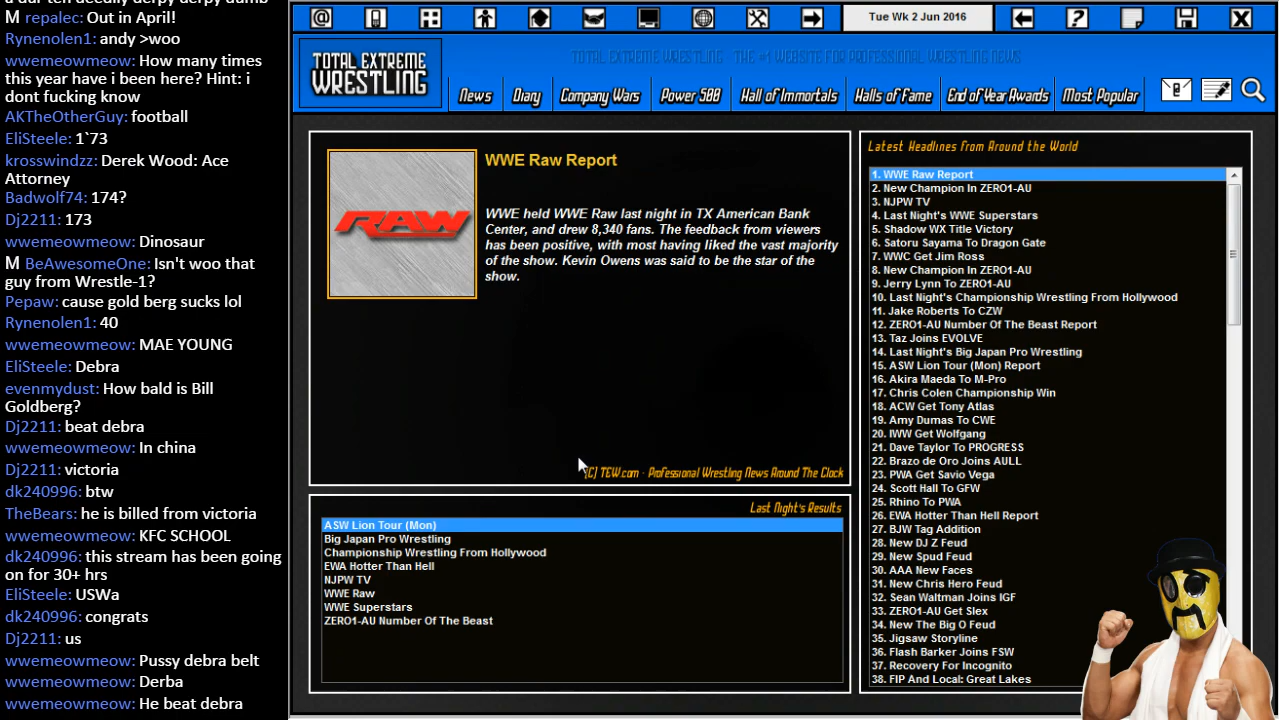 M repalec: Out in April!
Rynenolen1: andy >woo
wwemeowmeow: How many times
this year have i been here? Hint: i
dont fucking know
AKTheOtherGuy: football
EliSteele: 1`73
krosswindzz: Derek Wood: Ace
Attorney
Badwolf74: 174?
Dj2211: 173
wwemeowmeow: Dinosaur
M BeAwesomeOne: Isn't woo that
guy from Wrestle-1?
Pepaw: cause gold berg sucks lol
Rynenolen1: 40
wwemeowmeow: MAE YOUNG
EliSteele: Debra
evenmydust: How bald is Bill
Goldberg?
Dj2211: beat debra
wwemeowmeow: In china
Dj2211: victoria
dk240996: btw
TheBears: he is billed from victoria
wwemeowmeow: KFC SCHOOL
dk240996: this stream has been going
on for 30+ hrs
EliSteele: USWa
dk240996: congrats
Dj2211: us
wwemeowmeow: Pussy debra belt
wwemeowmeow: Derba
wwemeowmeow: He beat debra
Tue Wk 2 Jun 2016
TOTAL EXTREME WRESTLING THE #1 WEBSITE FOR PROFESSIONAL WRESTLING NEWS
TOTAL EXTREME
WRESTLING
News
Diary
Company Wars
Power 500
Hall of Immortals
Halls of Fame
End of Year Awards
Most Popular
RAW
WWE Raw Report
WWE held WWE Raw last night in TX American Bank
Center, and drew 8,340 fans. The feedback from viewers
has been positive, with most having liked the vast majority
of the show. Kevin Owens was said to be the star of the
show.
(C) TEW.com - Professional Wrestling News Around The Clock
Last Night's Results
ASW Lion Tour (Mon)
Big Japan Pro Wrestling
Championship Wrestling From Hollywood
EWA Hotter Than Hell
NJPW TV
WWE Raw
WWE Superstars
ZERO1-AU Number Of The Beast
Latest Headlines From Around the World
1. WWE Raw Report
2. New Champion In ZERO1-AU
3. NJPW TV
4. Last Night's WWE Superstars
5. Shadow WX Title Victory
6. Satoru Sayama To Dragon Gate
7. WWC Get Jim Ross
8. New Champion In ZERO1-AU
9. Jerry Lynn To ZERO1-AU
10. Last Night's Championship Wrestling From Hollywood
11. Jake Roberts To CZW
12. ZERO1-AU Number Of The Beast Report
13. Taz Joins EVOLVE
14. Last Night's Big Japan Pro Wrestling
15. ASW Lion Tour (Mon) Report
16. Akira Maeda To M-Pro
17. Chris Colen Championship Win
18. ACW Get Tony Atlas
19. Amy Dumas To CWE
20. IWW Get Wolfgang
21. Dave Taylor To PROGRESS
22. Brazo de Oro Joins AULL
23. PWA Get Savio Vega
24. Scott Hall To GFW
25. Rhino To PWA
26. EWA Hotter Than Hell Report
27. BJW Tag Addition
28. New DJ Z Feud
29. New Spud Feud
30. AAA New Faces
31. New Chris Hero Feud
32. Sean Waltman Joins IGF
33. ZERO1-AU Get Slex
34. New The Big O Feud
35. Jigsaw Storyline
36. Flash Barker Joins FSW
37. Recovery For Incognito
38. FIP And Local: Great Lakes